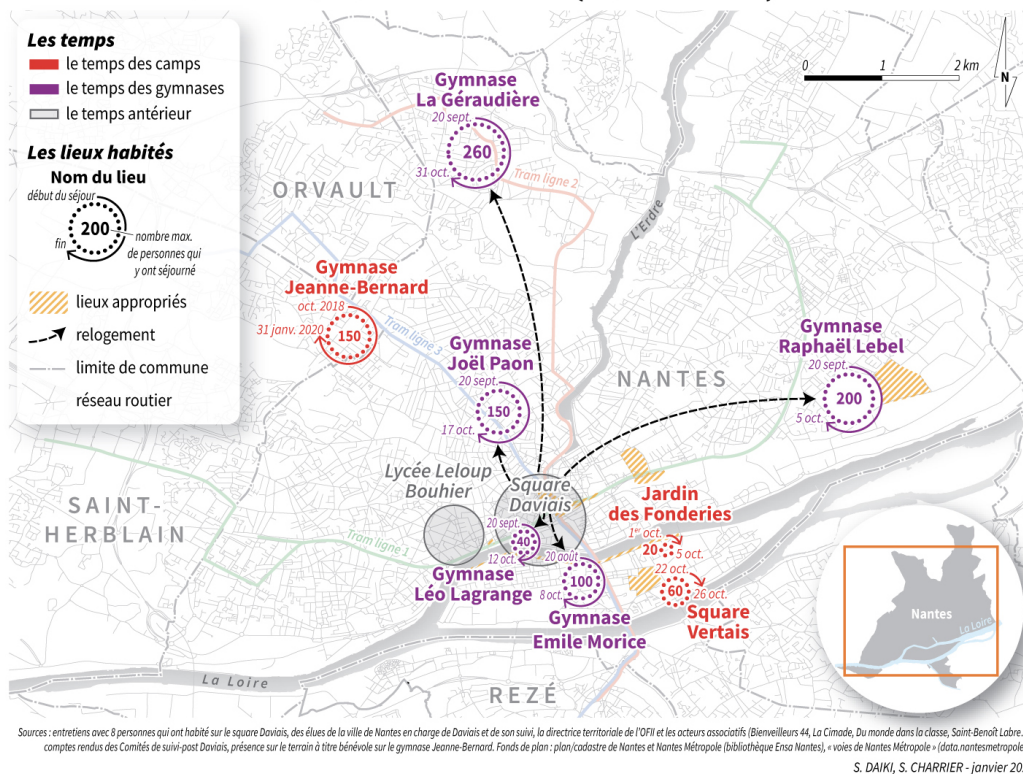 Les temps
le temps des camps
le temps des gymnases
le temps antérieur
Les lieux habités
Nom du lieu
début du séjour
200
fin
nombre max.
de personnes qui
y ont séjourné
lieux appropriés
relogement
limite de commune
réseau routier
0 1 2 km
N
Gymnase
La Géraudière
20 sept.
260
31 oct.
Tram ligne 2
ORVAULT
L'Erdre
Gymnase
Jeanne-Bernard
oct. 2018
31 janv. 2020
150
Tram ligne 3
Gymnase
Joël Paon
20 sept.
150
17 oct.
Gymnase
Raphaël Lebel
20 sept.
200
5 oct.
NANTES
Lycée Leloup
Bouhier
Square
Daviais
SAINT-
HERBLAIN
Tram ligne 1
20 sept.
40
12 oct.
Gymnase
Léo Lagrange
20 août
100
8 oct.
Gymnase
Emile Morice
Jardin
des Fonderies
1er oct.
20
5 oct.
22 oct.
60
26 oct.
Square
Vertais
La Loire
REZÉ
Nantes
La Loire
Sources : entretiens avec 8 personnes qui ont habité sur le square Daviais, des élues de la ville de Nantes en charge de Daviais et de son suivi, la directrice territoriale de l'OFII et les acteurs associatifs (Bienveilleurs 44, La Cimade, Du monde dans la classe, Saint-Benoît Labre
comptes rendus des Comités de suivi-post Daviais, présence sur le terrain à titre bénévole sur le gymnase Jeanne-Bernard. Fonds de plan : plan/cadastre de Nantes et Nantes Métropole (bibliothèque Ensa Nantes), « voies de Nantes Métropole » (data.nantesmetropole
S. DAIKI, S. CHARRIER - janvier 20